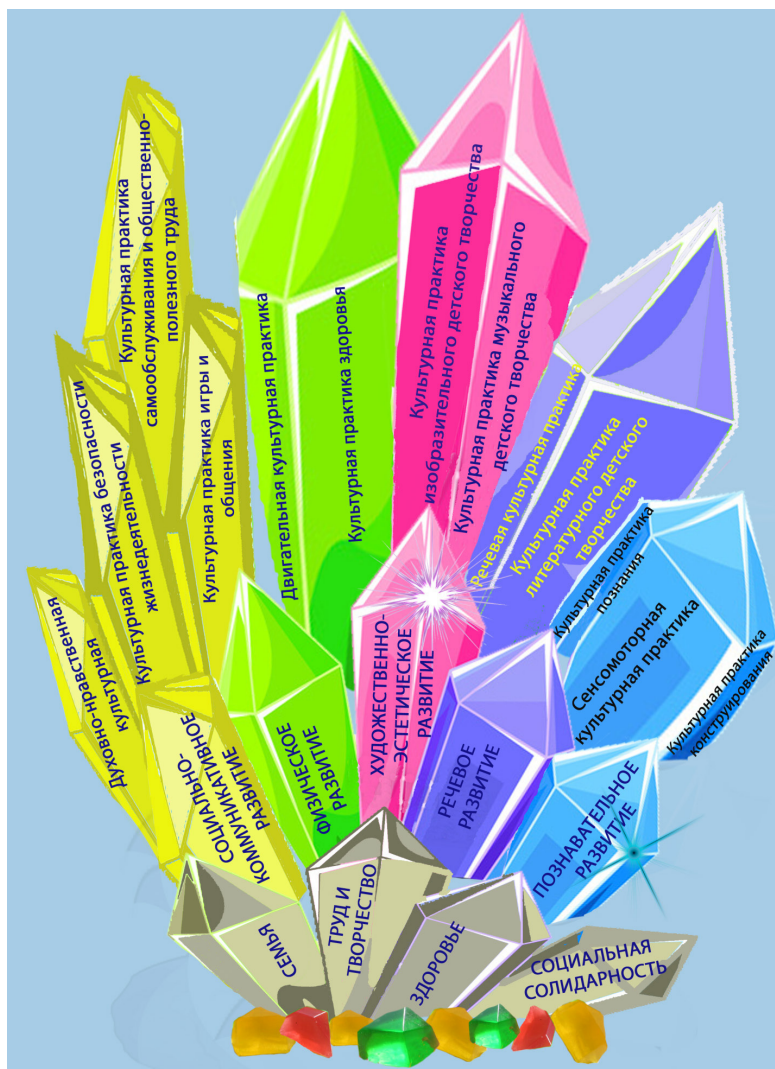 Культурная практика
самообслуживания и общественно-
полезного труда
Культурная практика безопасности
жизнедеятельности
Культурная практика игры и
общения
Духовно-нравственная
культурная
Двигательная культурная практика
Культурная практика здоровья
Культурная практика
изобразительного детского творчества
Культурная практика музыкального
детского творчества
Речевая культурная практика
Культурная практика
литературного детского
творчества
Культурная практика
познания
Сенсомоторная
культурная практика
Культурная практика
конструирования
СОЦИАЛЬНО-
КОММУНИКАТИВНОЕ
РАЗВИТИЕ
ФИЗИЧЕСКОЕ
РАЗВИТИЕ
ХУДОЖЕСТВЕННО-
ЭСТЕТИЧЕСКОЕ
РАЗВИТИЕ
РЕЧЕВОЕ
РАЗВИТИЕ
ПОЗНАВАТЕЛЬНОЕ
РАЗВИТИЕ
СЕМЬЯ
ТРУД И
ТВОРЧЕСТВО
ЗДОРОВЬЕ
СОЦИАЛЬНАЯ
СОЛИДАРНОСТЬ